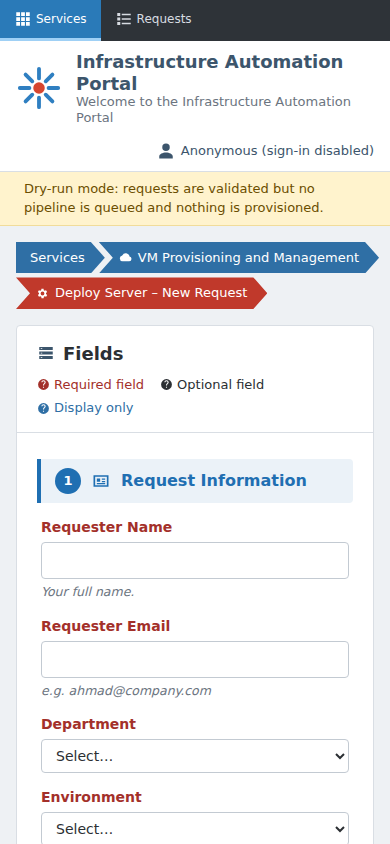 Services
Requests
Infrastructure Automation
Portal
Welcome to the Infrastructure Automation
Portal
Anonymous (sign-in disabled)
Dry-run mode: requests are validated but no
pipeline is queued and nothing is provisioned.
Services
VM Provisioning and Management
Deploy Server – New Request
Fields
Required field
Optional field
Display only
1
Request Information
Requester Name
Your full name.
Requester Email
e.g. ahmad@company.com
Department
Select...
Environment
Select...